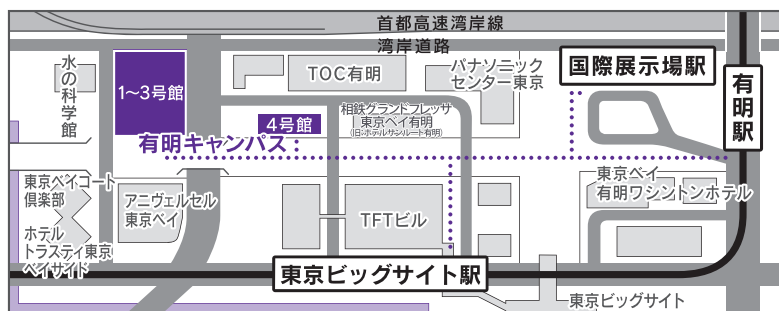 首都高速湾岸線
湾岸道路
水の科学館
1~3号館
TOC有明
パナソニック
センター東京
国際展示場駅
有明駅
4号館
相鉄グランドフレッサ
東京ベイ有明
(旧:ホテルサンルート有明)
有明キャンパス
東京ベイコート
倶楽部
アニヴェルセル
東京ベイ
ホテル
トラスティ東京
ベイサイド
TFTビル
東京ベイ
有明ワシントンホテル
東京ビッグサイト駅
東京ビッグサイト